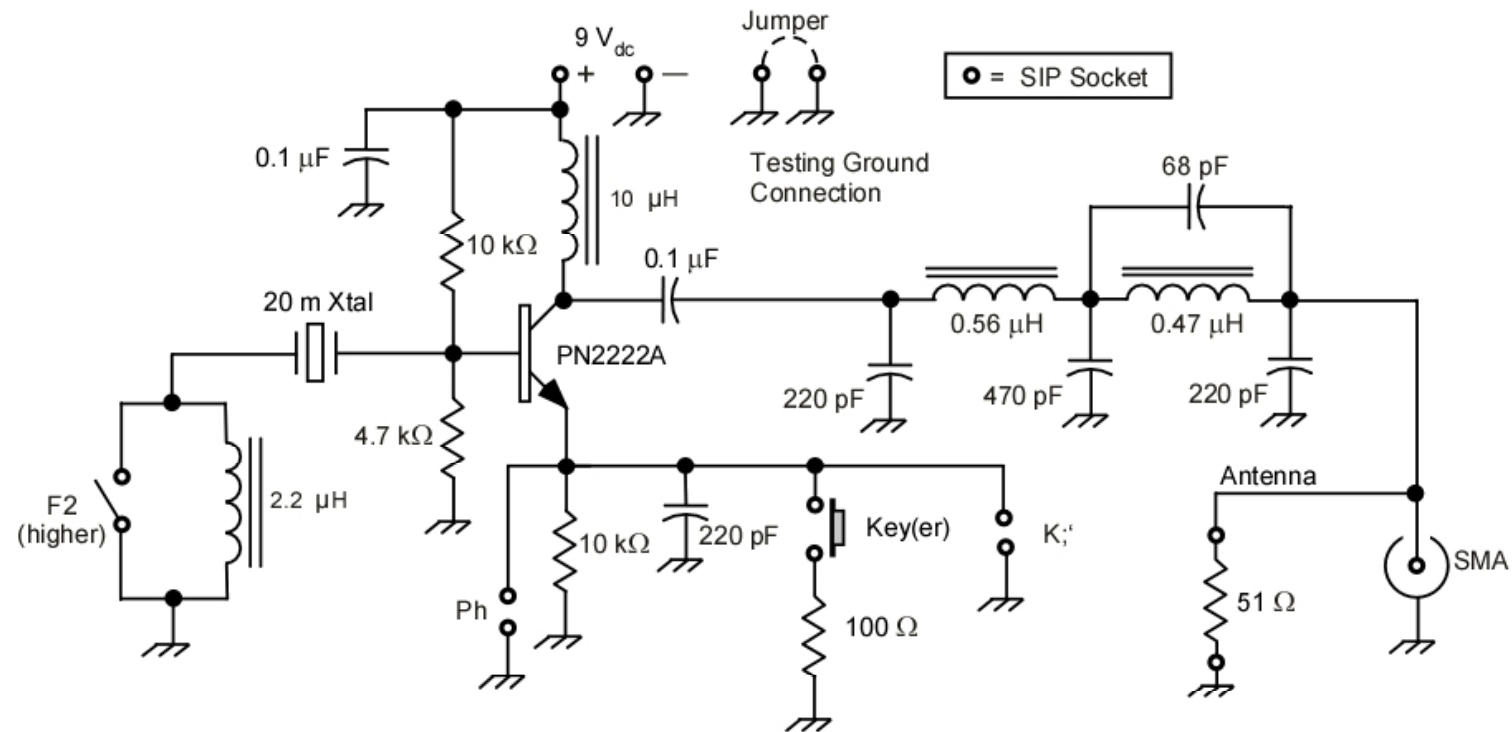 Jumper
9 Vdc
+
—
= SIP Socket
0.1 μF
10 μH
Testing Ground
Connection
68 pF
10 kΩ
0.1 μF
20 m Xtal
PN2222A
0.56 μH
0.47 μH
220 pF
470 pF
220 pF
4.7 kΩ
F2
(higher)
2.2 μH
Antenna
10 kΩ
220 pF
Key(er)
K;‘
SMA
Ph
100 Ω
51 Ω